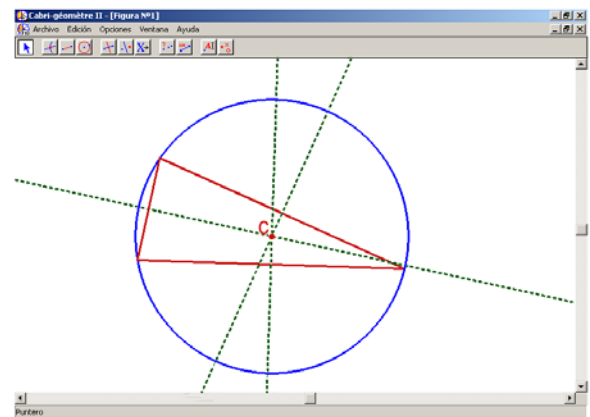 Cabri-géomètre II - [Figura Nº1]
Archivo Edición Opciones Ventana Ayuda
C
Puntero